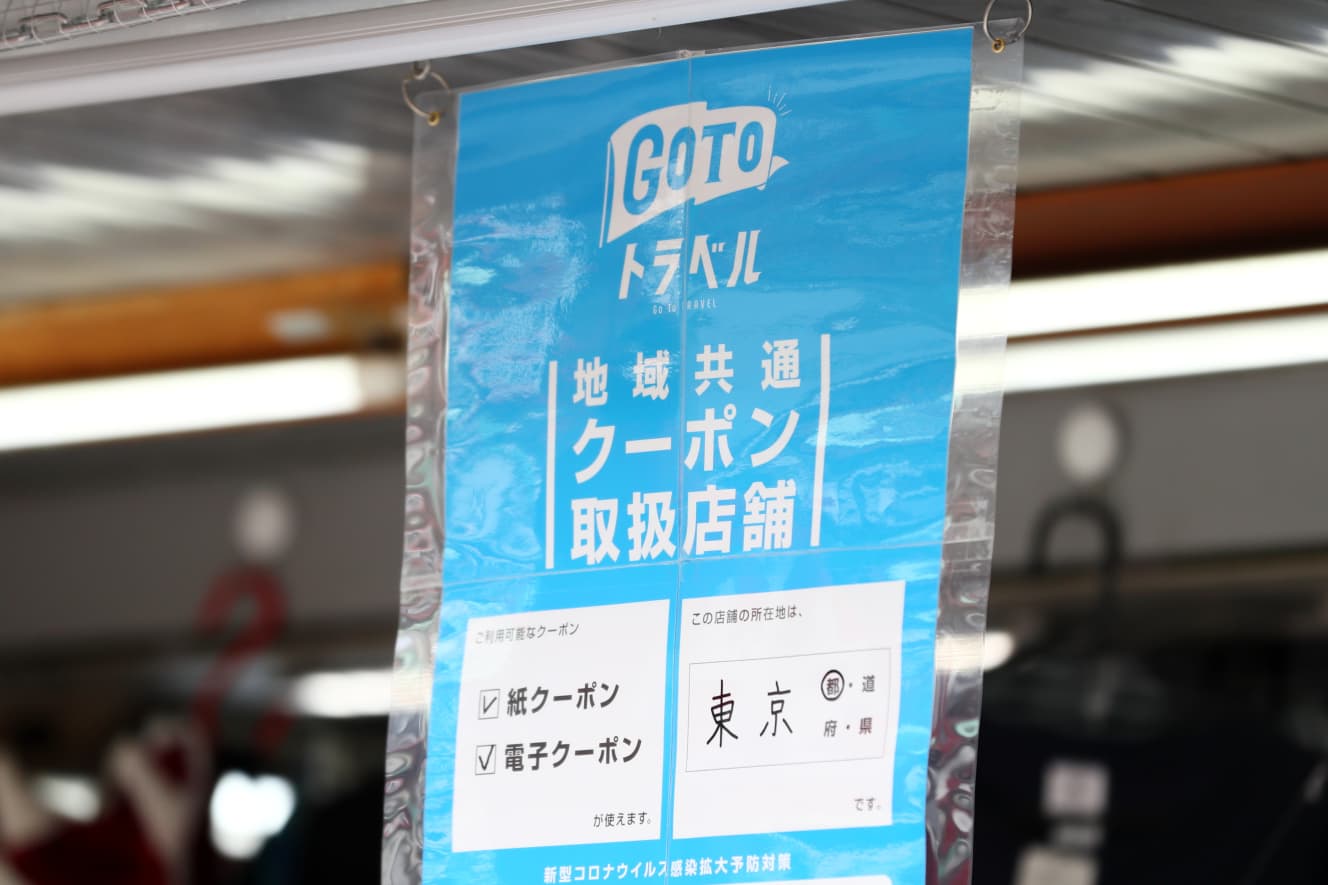 GOTO
トラベル
Go To TRAVEL
地域共通
クーポン
取扱店舗
ご利用可能なクーポン
☑ 紙クーポン
☑ 電子クーポン
が使えます。
この店舗の所在地は、
東京 都・道
府・県
です。
新型コロナウイルス感染拡大予防対策